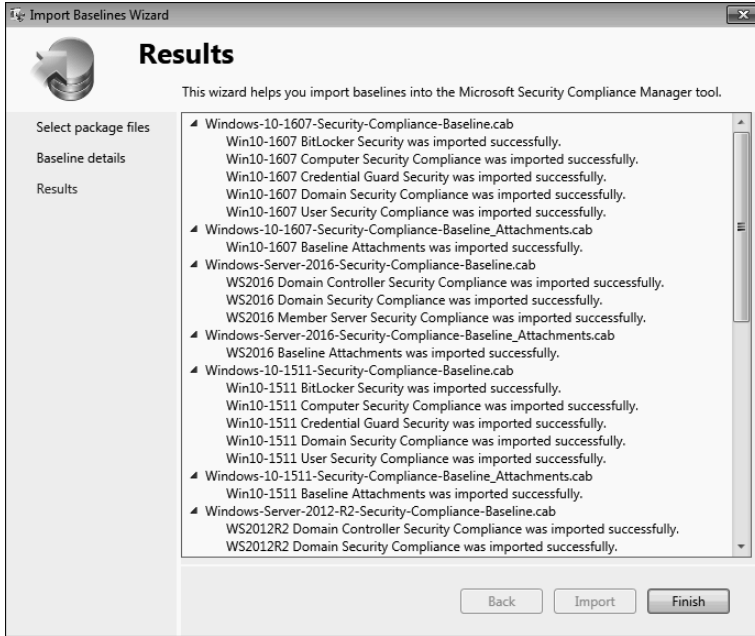 Import Baselines Wizard
Results
This wizard helps you import baselines into the Microsoft Security Compliance Manager tool.
Select package files
Baseline details
Results
Windows-10-1607-Security-Compliance-Baseline.cab
Win10-1607 BitLocker Security was imported successfully.
Win10-1607 Computer Security Compliance was imported successfully.
Win10-1607 Credential Guard Security was imported successfully.
Win10-1607 Domain Security Compliance was imported successfully.
Win10-1607 User Security Compliance was imported successfully.
Windows-10-1607-Security-Compliance-Baseline_Attachments.cab
Win10-1607 Baseline Attachments was imported successfully.
Windows-Server-2016-Security-Compliance-Baseline.cab
WS2016 Domain Controller Security Compliance was imported successfully.
WS2016 Domain Security Compliance was imported successfully.
WS2016 Member Server Security Compliance was imported successfully.
Windows-Server-2016-Security-Compliance-Baseline_Attachments.cab
WS2016 Baseline Attachments was imported successfully.
Windows-10-1511-Security-Compliance-Baseline.cab
Win10-1511 BitLocker Security was imported successfully.
Win10-1511 Computer Security Compliance was imported successfully.
Win10-1511 Credential Guard Security was imported successfully.
Win10-1511 Domain Security Compliance was imported successfully.
Win10-1511 User Security Compliance was imported successfully.
Windows-10-1511-Security-Compliance-Baseline_Attachments.cab
Win10-1511 Baseline Attachments was imported successfully.
Windows-Server-2012-R2-Security-Compliance-Baseline.cab
WS2012R2 Domain Controller Security Compliance was imported successfully.
WS2012R2 Domain Security Compliance was imported successfully.
Back
Import
Finish